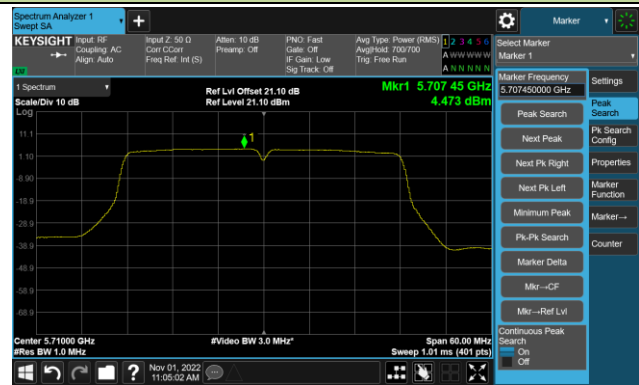 Spectrum Analyzer 1
Swept SA
Marker
KEYSIGHT
Input: RF
Coupling: AC
Align: Auto
Input Z: 50 Ω
Corr CCorr
Freq Ref: Int (S)
Atten: 10 dB
Preamp: Off
PNO: Fast
Gate: Off
IF Gain: Low
Sig Track: Off
Avg Type: Power (RMS)
Avg|Hold: 700/700
Trig: Free Run
1 2 3 4 5 6
A W W W W W
A N N N N N
Select Marker
Marker 1
LW
1 Spectrum
Scale/Div 10 dB
Log
Ref Lvl Offset 21.10 dB
Ref Level 21.10 dBm
Mkr1 5.707 45 GHz
4.473 dBm
Marker Frequency
5.707450000 GHz
Settings
Peak Search
Peak
Search
Next Peak
Pk Search
Config
Next Pk Right
Properties
Next Pk Left
Marker
Function
Minimum Peak
Marker→
Pk-Pk Search
Counter
Marker Delta
Mkr→CF
Mkr→Ref Lvl
Continuous Peak
Search
On
Off
11.1
1
1.10
-8.90
-18.9
-28.9
-38.9
-48.9
-58.9
-68.9
Center 5.71000 GHz
#Res BW 1.0 MHz
#Video BW 3.0 MHz*
Span 60.00 MHz
Sweep 1.01 ms (401 pts)
?
Nov 01, 2022
11:05:02 AM